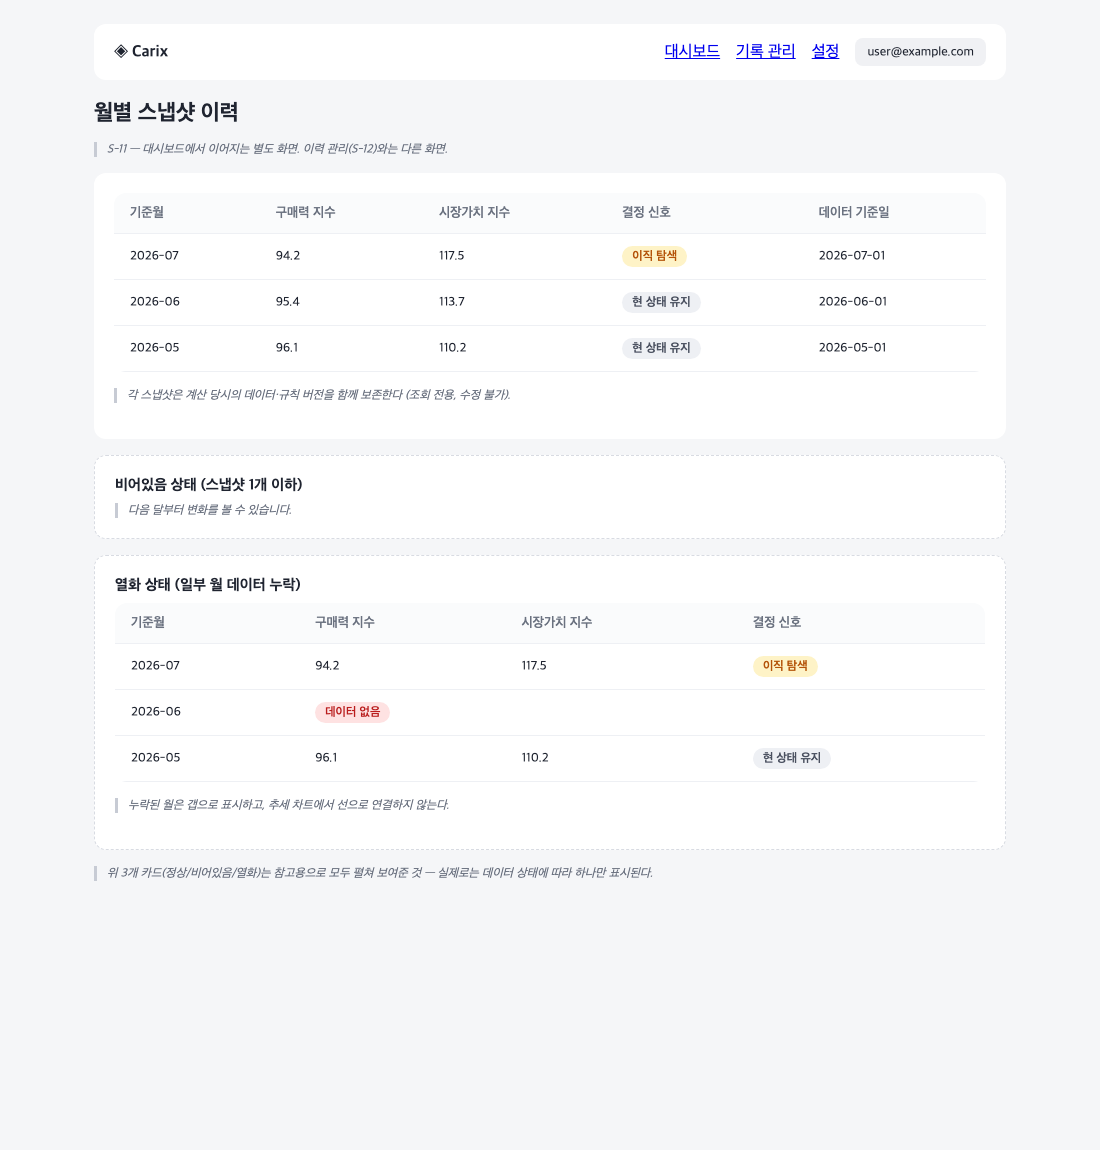 ◈ Carix 대시보드 기록 관리 설정 user@example.com
월별 스냅샷 이력
S-11 — 대시보드에서 이어지는 별도 화면. 이력 관리(S-12)와는 다른 화면.
기준월 구매력 지수 시장가치 지수 결정 신호 데이터 기준일
2026-07 94.2 117.5 이직 탐색 2026-07-01
2026-06 95.4 113.7 현 상태 유지 2026-06-01
2026-05 96.1 110.2 현 상태 유지 2026-05-01
각 스냅샷은 계산 당시의 데이터·규칙 버전을 함께 보존한다 (조회 전용, 수정 불가).
비어있음 상태 (스냅샷 1개 이하)
다음 달부터 변화를 볼 수 있습니다.
열화 상태 (일부 월 데이터 누락)
기준월 구매력 지수 시장가치 지수 결정 신호
2026-07 94.2 117.5 이직 탐색
2026-06 데이터 없음
2026-05 96.1 110.2 현 상태 유지
누락된 월은 갭으로 표시하고, 추세 차트에서 선으로 연결하지 않는다.
위 3개 카드(정상/비어있음/열화)는 참고용으로 모두 펼쳐 보여준 것 — 실제로는 데이터 상태에 따라 하나만 표시된다.